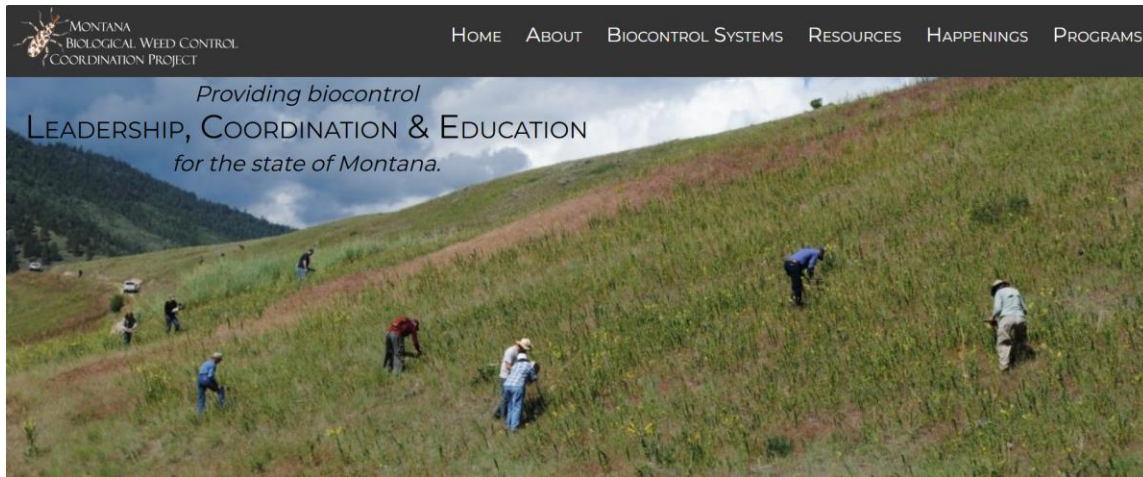 Montana
Biological Weed Control
Coordination Project
Home About Biocontrol Systems Resources Happenings Programs
Providing biocontrol
Leadership, Coordination & Education
for the state of Montana.